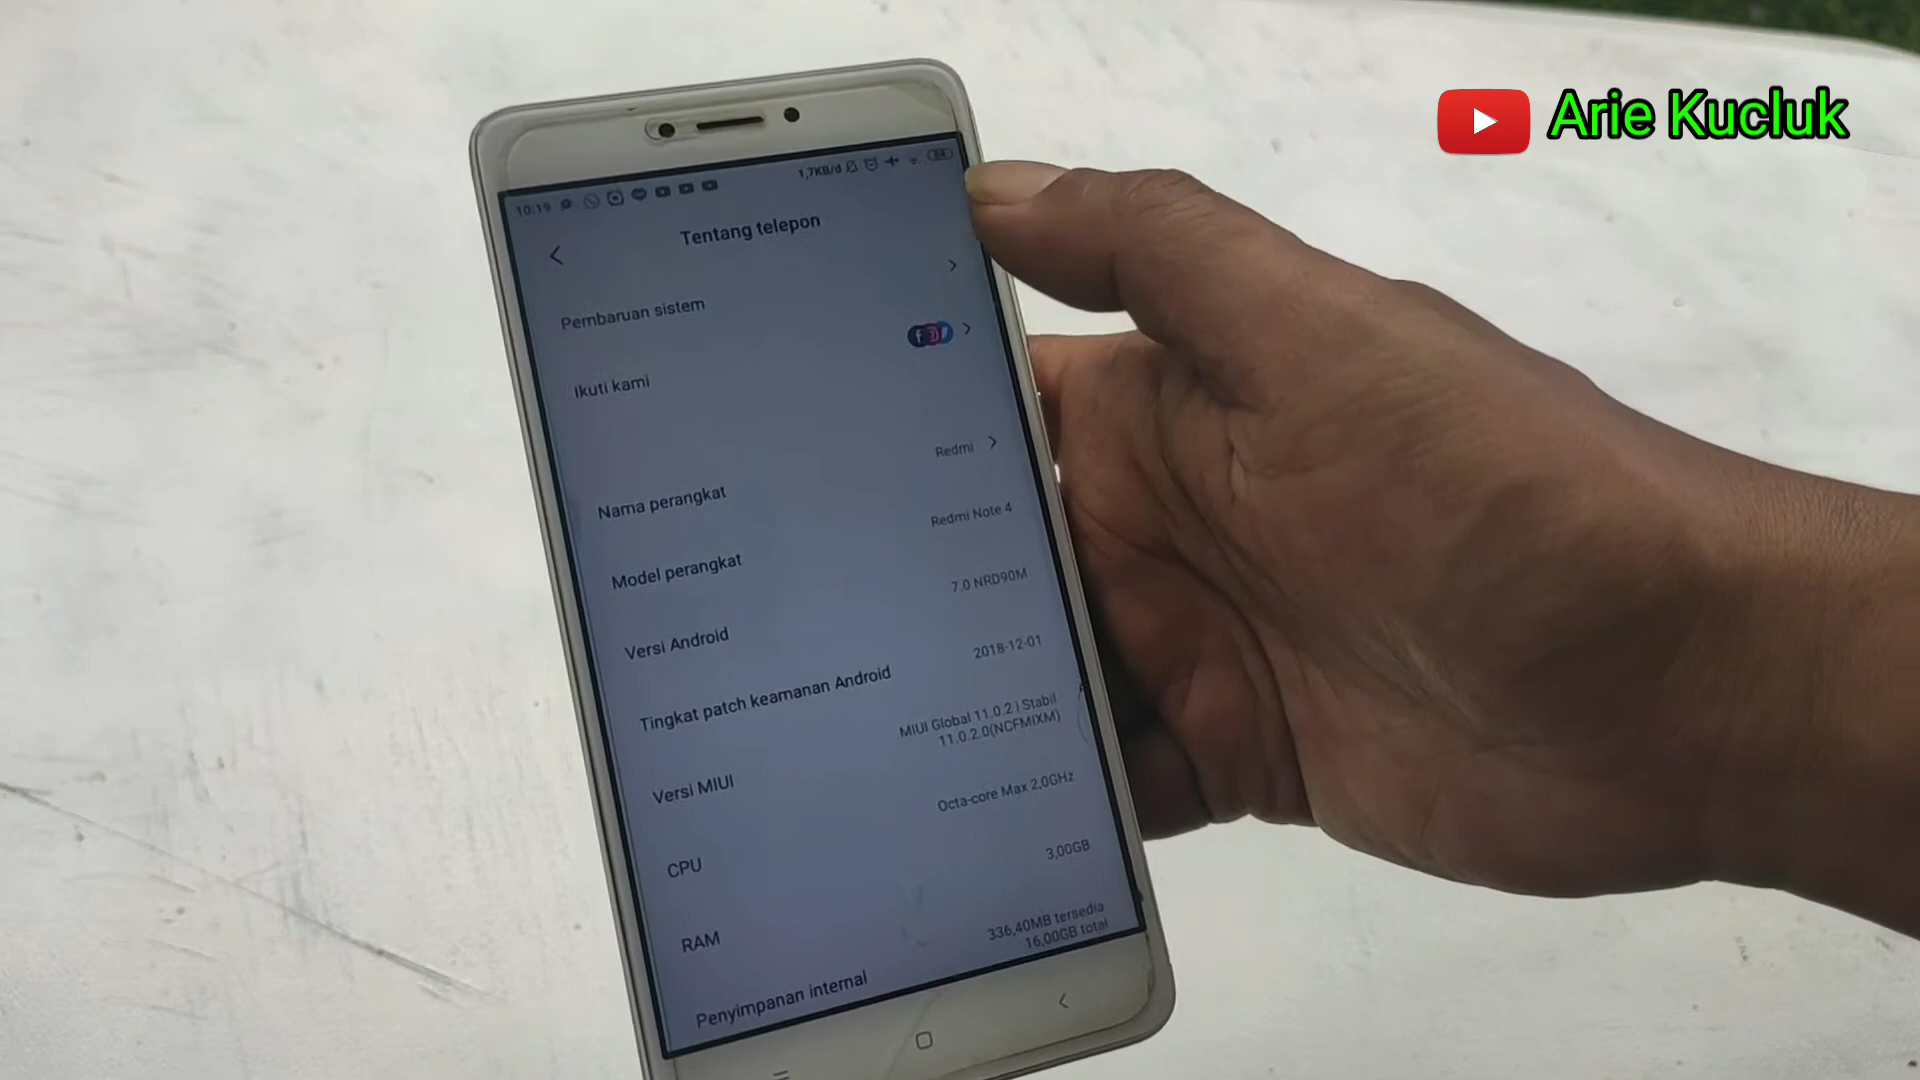 Arie Kucluk
10:19
1,7KB/d
84
Tentang telepon
Pembaruan sistem
Ikuti kami
Nama perangkat
Redmi
Model perangkat
Redmi Note 4
Versi Android
7.0 NRD90M
Tingkat patch keamanan Android
2018-12-01
Versi MIUI
MIUI Global 11.0.2 | Stabil
11.0.2.0(NCFMIXM)
CPU
Octa-core Max 2,0GHz
RAM
3,00GB
Penyimpanan internal
336,40MB tersedia
16,00GB total